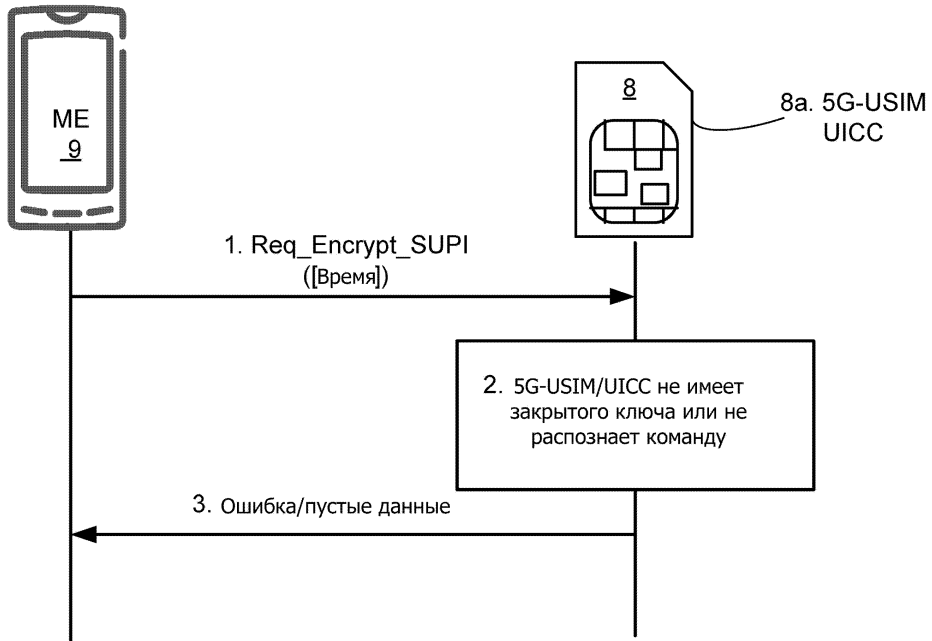 ME
9
8
8a. 5G-USIM
UICC
1. Req_Encrypt_SUPI
([Время])
2. 5G-USIM/UICC не имеет
закрытого ключа или не
распознает команду
3. Ошибка/пустые данные